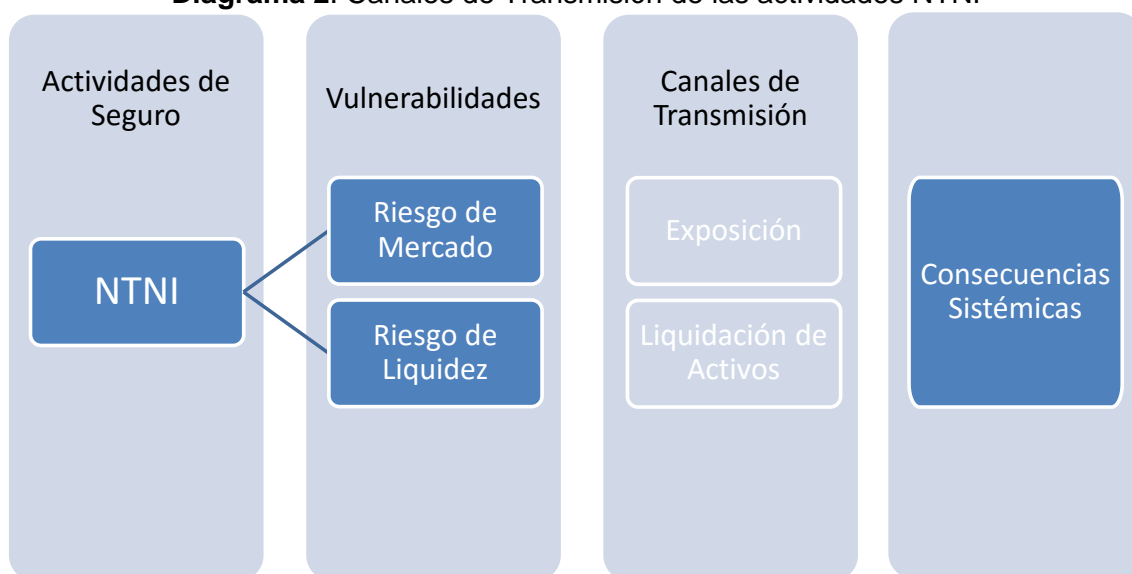 Diagrama 2: Canales de Transmisión de las actividades NTNI
Actividades de
Seguro
Vulnerabilidades
Canales de
Transmisión
NTNI
Riesgo de
Mercado
Riesgo de
Liquidez
Exposición
Liquidación de
Activos
Consecuencias
Sistémicas